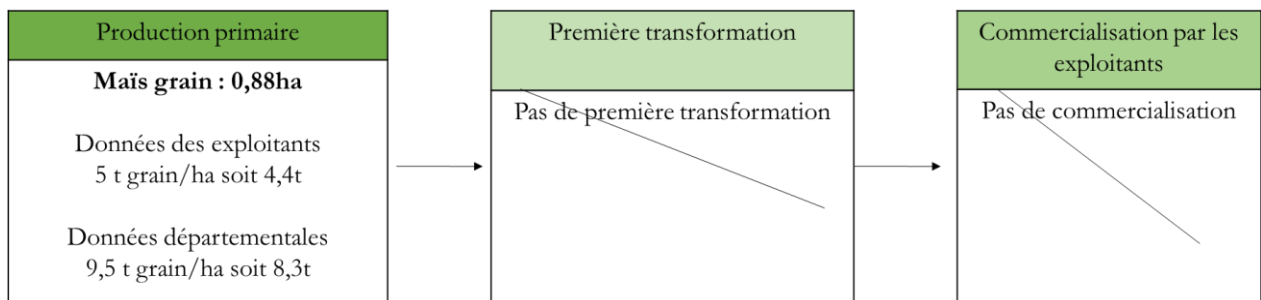 Production primaire
Maïs grain : 0,88ha
Données des exploitants
5 t grain/ha soit 4,4t
Données départementales
9,5 t grain/ha soit 8,3t
Première transformation
Pas de première transformation
Commercialisation par les
exploitants
Pas de commercialisation